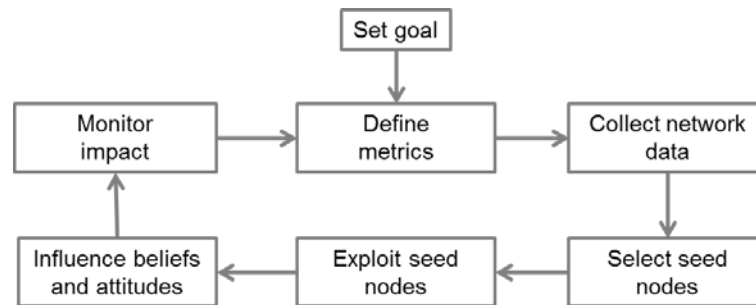 Set goal
Monitor
impact
Define
metrics
Collect network
data
Influence beliefs
and attitudes
Exploit seed
nodes
Select seed
nodes